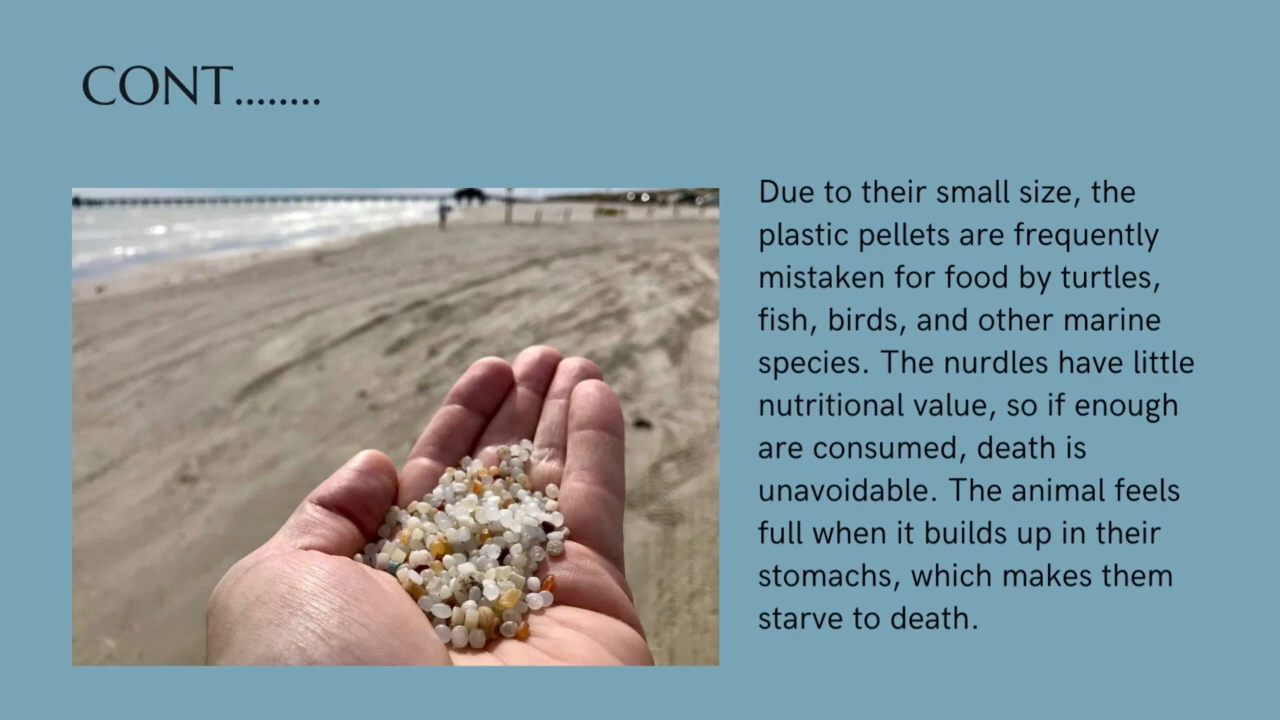 CONT........
Due to their small size, the
plastic pellets are frequently
mistaken for food by turtles,
fish, birds, and other marine
species. The nurdles have little
nutritional value, so if enough
are consumed, death is
unavoidable. The animal feels
full when it builds up in their
stomachs, which makes them
starve to death.